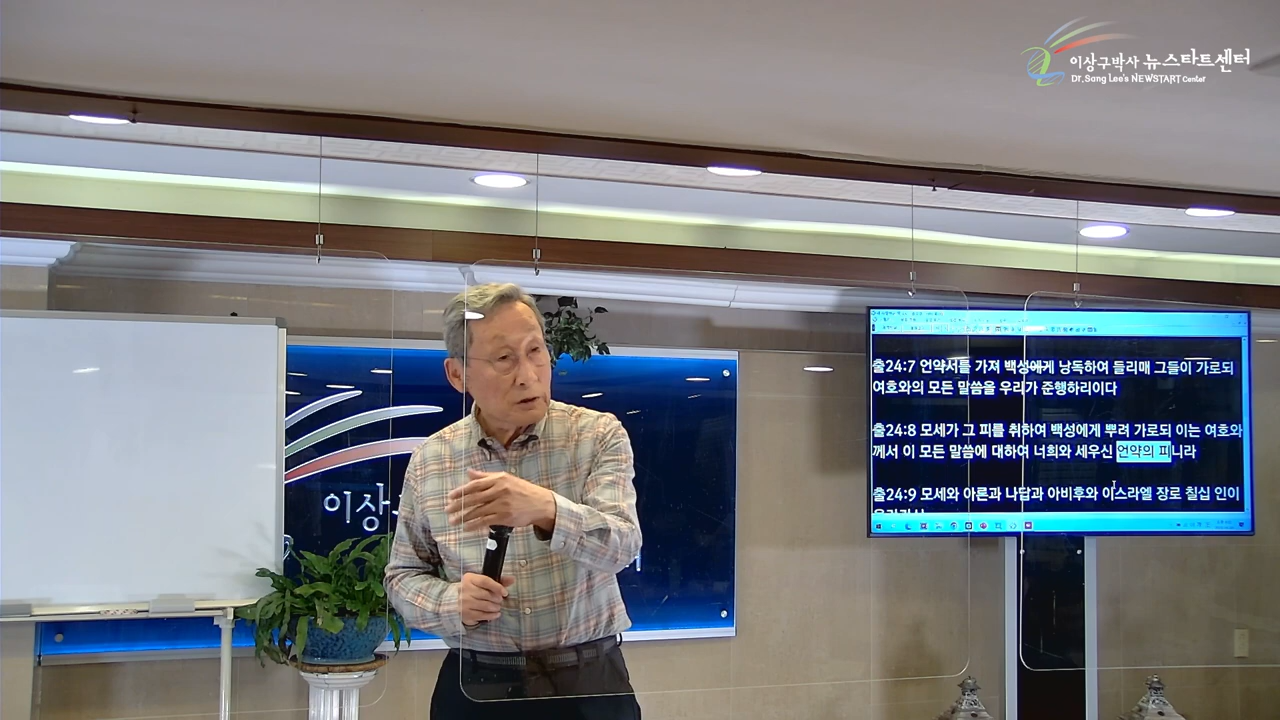 이상구박사 뉴스타트센터
Dr. Sang Lee's NEWSTART Center
출24:7 언약서를 가져 백성에게 낭독하여 들리매 그들이 가로되
여호와의 모든 말씀을 우리가 준행하리이다
출24:8 모세가 그 피를 취하여 백성에게 뿌려 가로되 이는 여호와
께서 이 모든 말씀에 대하여 너희와 세우신 언약의 피니라
출24:9 모세와 아론과 나답과 아비후와 이스라엘 장로 칠십 인이
이상